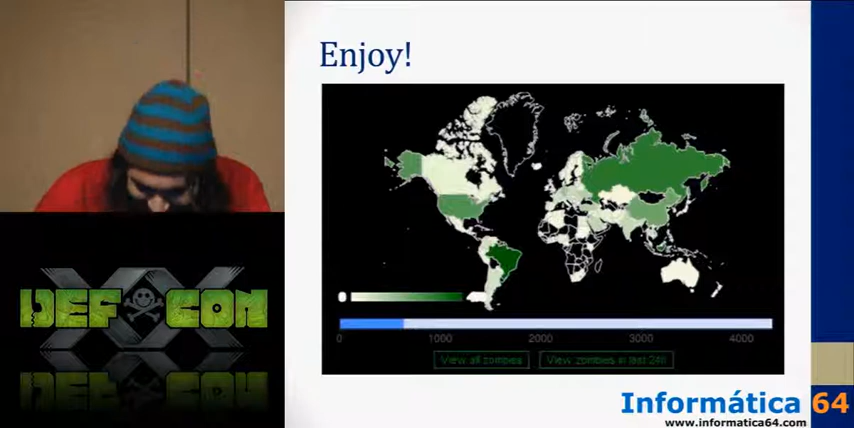 Enjoy!
0 1000 2000 3000 4000
View all zombies View zombies in last 24h
DEF CON
XX
Informática 64
www.informatica64.com